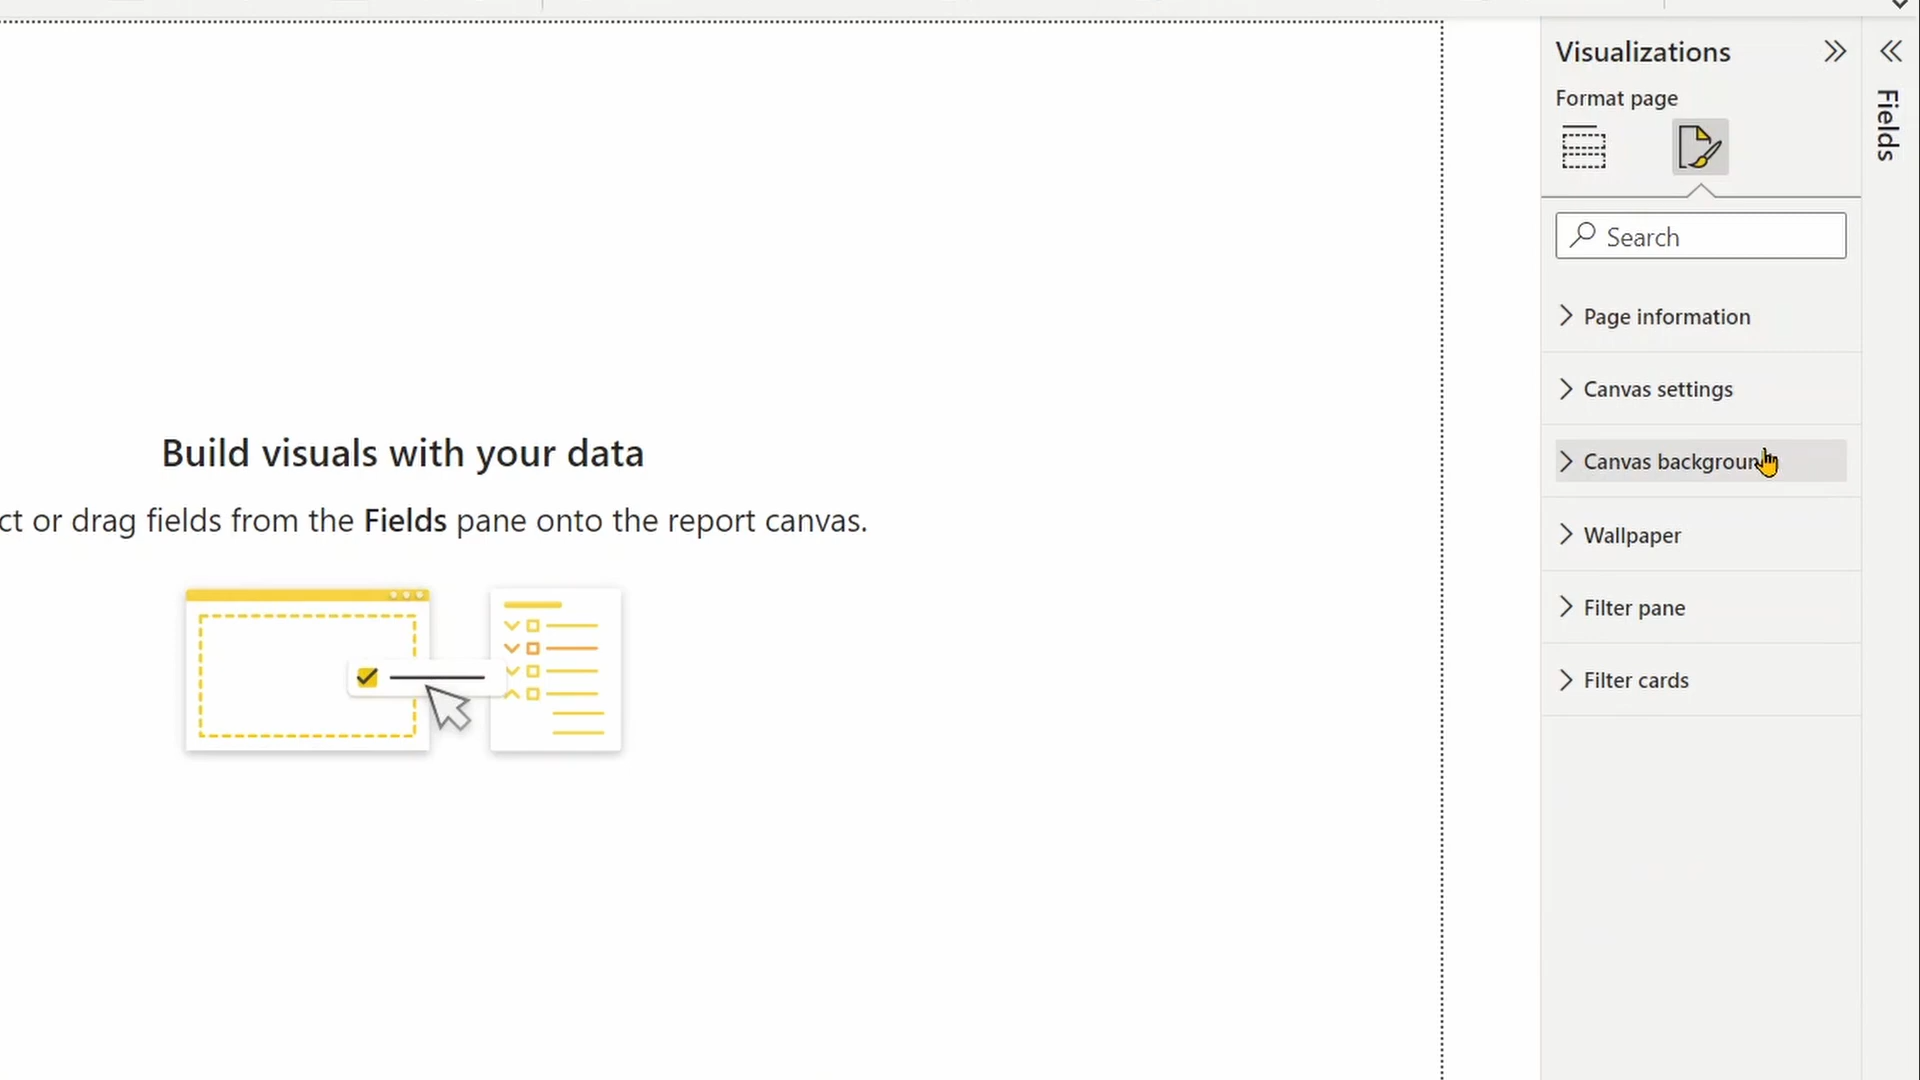 Visualizations
Fields
Format page
Search
Page information
Canvas settings
Canvas background
Wallpaper
Filter pane
Filter cards
Build visuals with your data
ct or drag fields from the Fields pane onto the report canvas.